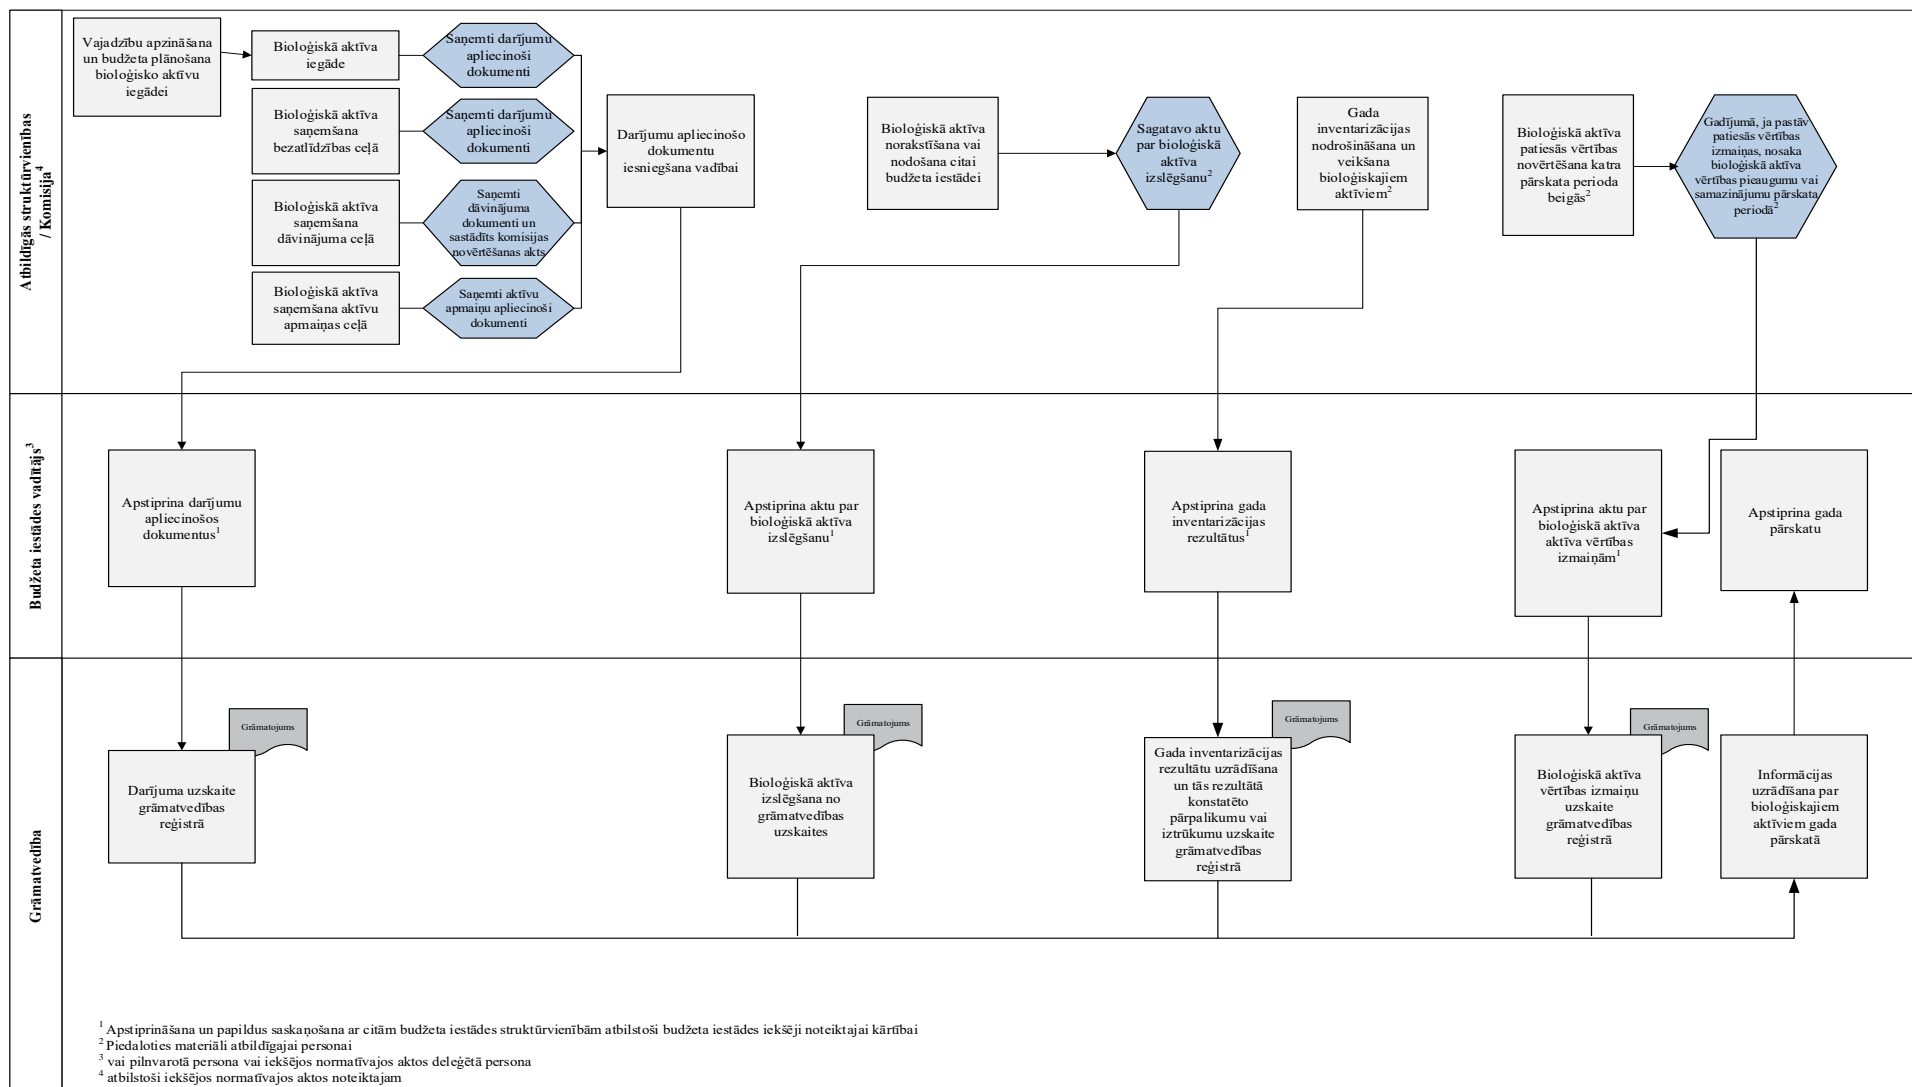 Atbildīgās struktūrvienības
/ Komisija⁴
Vajadzību apzināšana
un budžeta plānošana
bioloģisko aktīvu
iegādei
Bioloģiskā aktīva
iegāde
Saņemti darījumu
apliecinoši
dokumenti
Bioloģiskā aktīva
saņemšana
bezatlīdzības ceļā
Saņemti darījumu
apliecinoši
dokumenti
Bioloģiskā aktīva
saņemšana
dāvinājuma ceļā
Saņemti
dāvinājuma
dokumenti un
sastādīts komisijas
novērtēšanas akts
Bioloģiskā aktīva
saņemšana aktīvu
apmaiņas ceļā
Saņemti aktīvu
apmaiņu apliecinoši
dokumenti
Darījumu apliecinošo
dokumentu
iesniegšana vadībai
Bioloģiskā aktīva
norakstīšana vai
nodošana citai
budžeta iestādei
Sagatavo aktu
par bioloģiskā
aktīva
izslēgšanu²
Gada
inventarizācijas
nodrošināšana un
veikšana
bioloģiskajiem
aktīviem²
Bioloģiskā aktīva
patiesās vērtības
novērtēšana katra
pārskata perioda
beigās²
Gadījumā, ja pastāv
patiesās vērtības
izmaiņas, nosaka
bioloģiskā aktīva
vērtības pieaugumu vai
samazinājumu pārskata
periodā²
Budžeta iestādes vadītājs³
Apstiprina darījumu
apliecinošos
dokumentus¹
Apstiprina aktu par
bioloģiskā aktīva
izslēgšanu¹
Apstiprina gada
inventarizācijas
rezultātus¹
Apstiprina aktu par
bioloģiskā aktīva
aktīva vērtības
izmaiņām¹
Apstiprina gada
pārskatu
Grāmatvedība
Grāmatojums
Darījuma uzskaite
grāmatvedības
reģistrā
Grāmatojums
Bioloģiskā aktīva
izslēgšana no
grāmatvedības
uzskaites
Grāmatojums
Gada inventarizācijas
rezultātu uzrādīšana
un tās rezultātā
konstatēto
pārpalikumu vai
iztrūkumu uzskaite
grāmatvedības
reģistrā
Grāmatojums
Bioloģiskā aktīva
vērtības izmaiņu
uzskaite
grāmatvedības
reģistrā
Informācijas
uzrādīšana par
bioloģiskajiem
aktīviem gada
pārskatā
¹ Apstiprināšana un papildus saskaņošana ar citām budžeta iestādes struktūrvienībām atbilstoši budžeta iestādes iekšēji noteiktajai kārtībai
² Piedaloties materiāli atbildīgajai personai
³ vai pilnvarotā persona vai iekšējos normatīvajos aktos deleģētā persona
⁴ atbilstoši iekšējos normatīvajos aktos noteiktajam